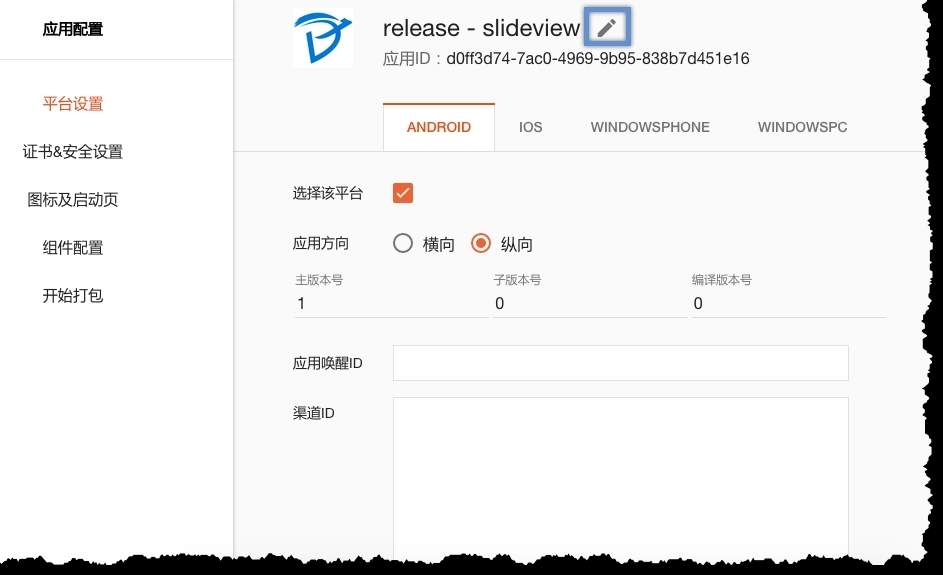 应用配置
平台设置
证书&安全设置
图标及启动页
组件配置
开始打包
release - slideview
应用ID：d0ff3d74-7ac0-4969-9b95-838b7d451e16
ANDROID IOS WINDOWSPHONE WINDOWSPC
选择该平台
应用方向 横向 纵向
主版本号 子版本号 编译版本号
1 0 0
应用唤醒ID
渠道ID